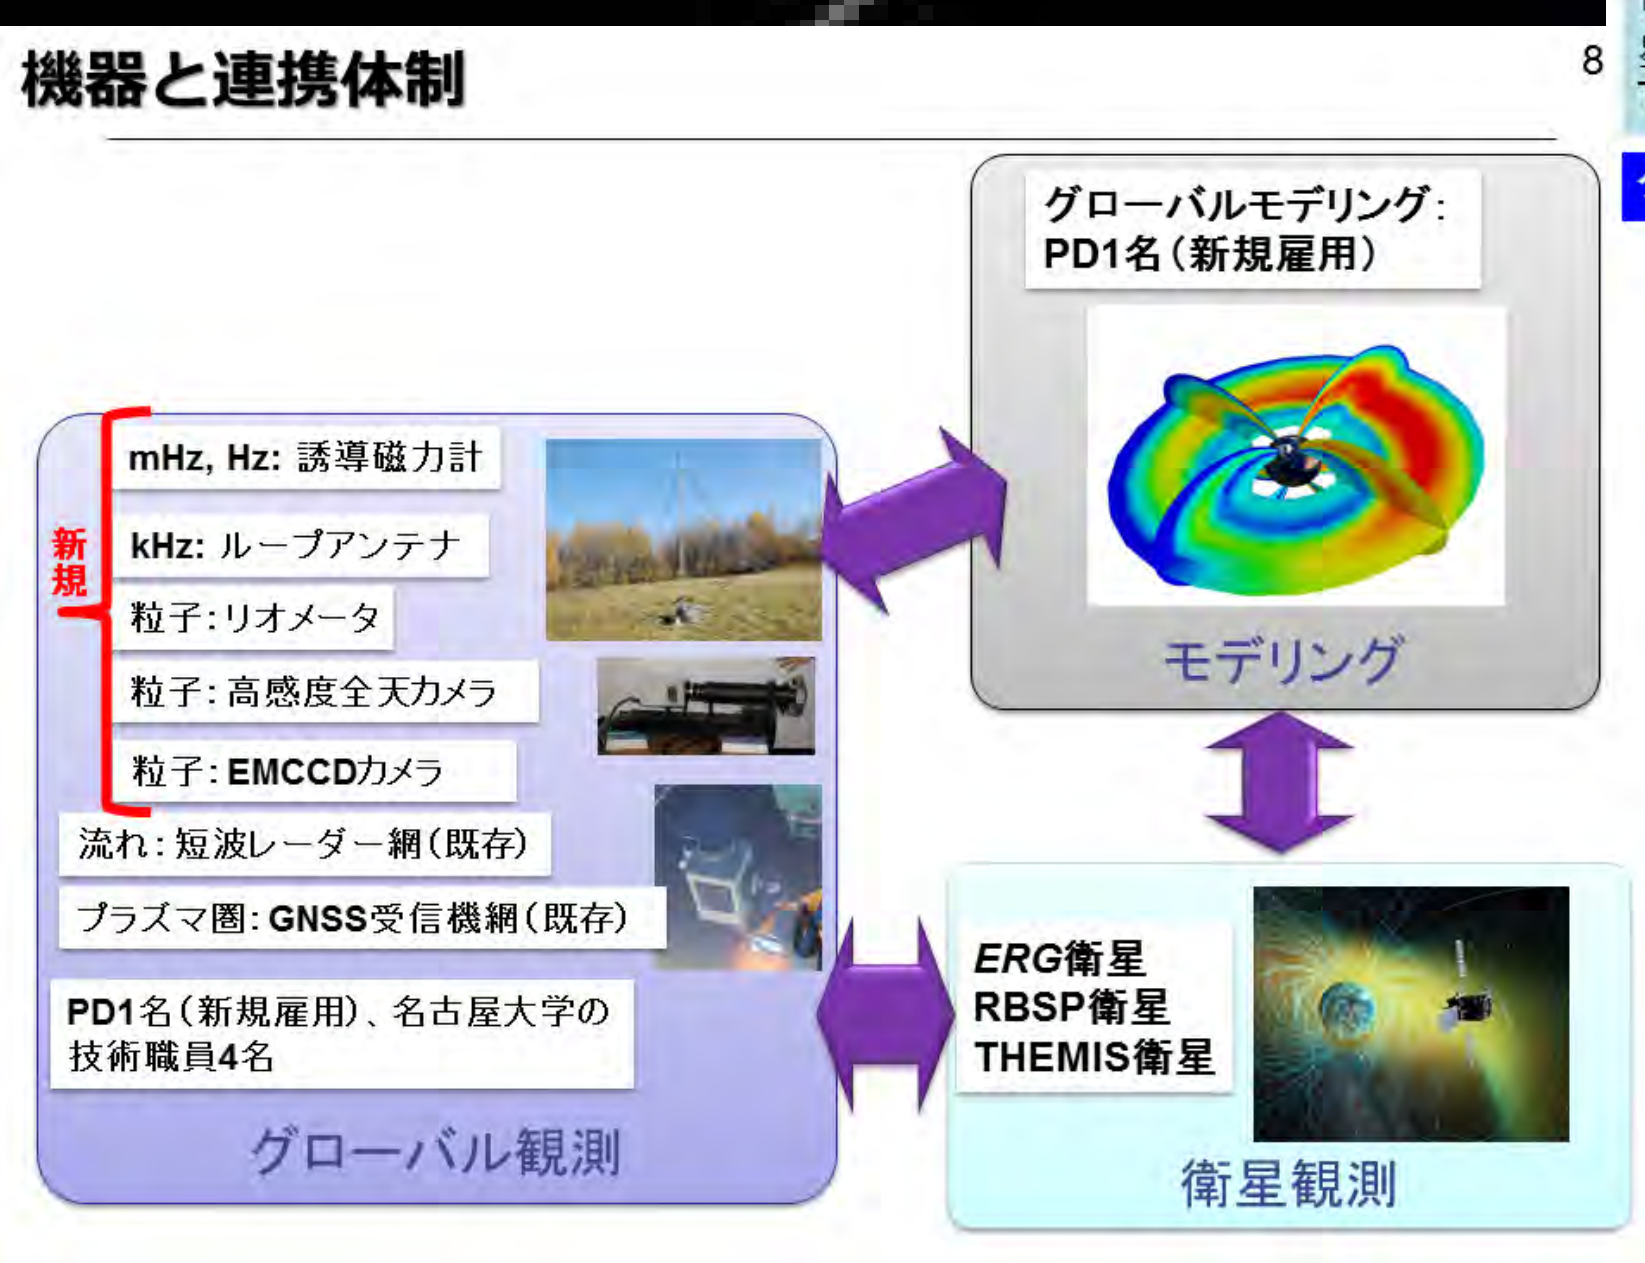 機器と連携体制
8
グローバルモデリング:
PD1名(新規雇用)
モデリング
新規
mHz, Hz: 誘導磁力計
kHz: ループアンテナ
粒子:リオメータ
粒子:高感度全天カメラ
粒子:EMCCDカメラ
流れ:短波レーダー網(既存)
プラズマ圏:GNSS受信機網(既存)
PD1名(新規雇用)、名古屋大学の
技術職員4名
グローバル観測
ERG衛星
RBSP衛星
THEMIS衛星
衛星観測